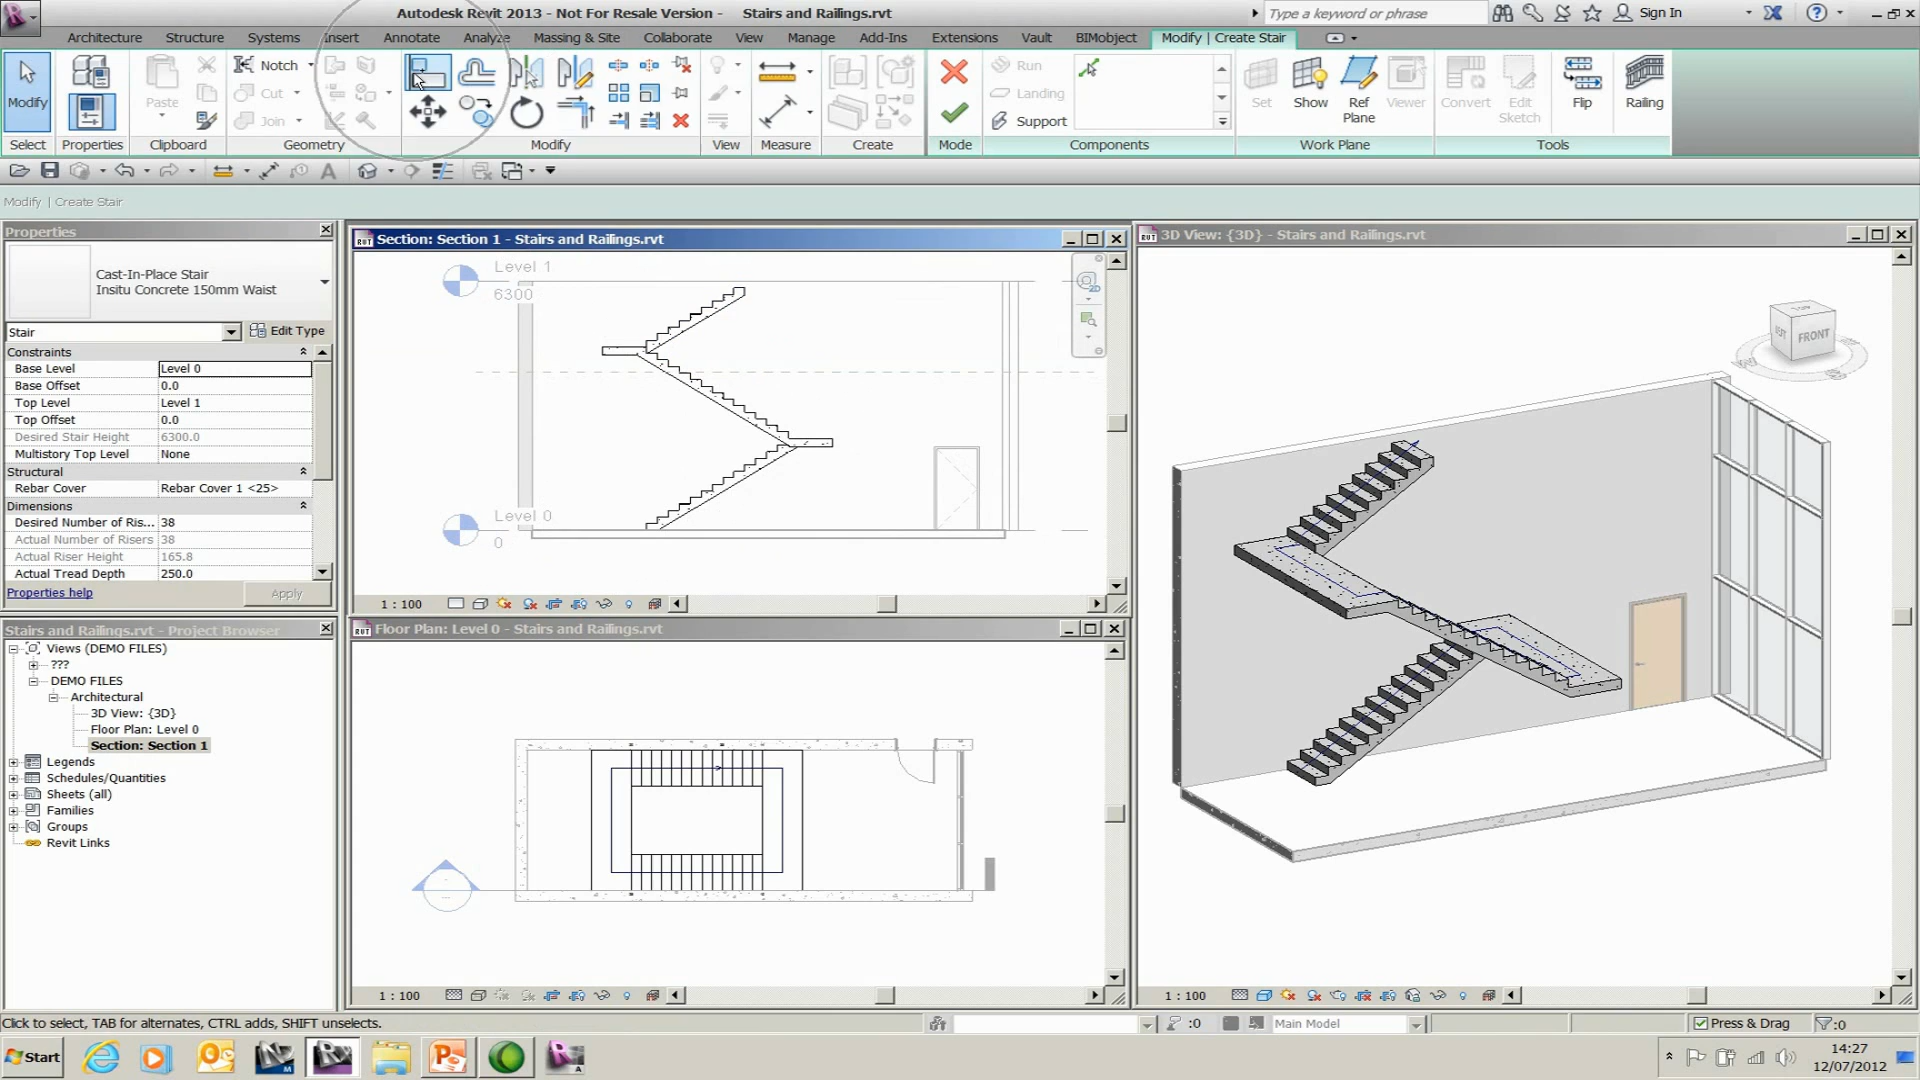 Autodesk Revit 2013 - Not For Resale Version - Stairs and Railings.rvt
Type a keyword or phrase
Sign In
Architecture Structure Systems Insert Annotate Analyze Massing & Site Collaborate View Manage Add-Ins Extensions Vault BIMobject Modify | Create Stair
Modify
Paste
Notch
Cut
Join
Run
Landing
Support
Set Show Ref Plane Viewer
Convert Edit Sketch Flip Railing
Select Properties Clipboard Geometry Modify View Measure Create Mode Components Work Plane Tools
Modify | Create Stair
Properties
Cast-In-Place Stair
Insitu Concrete 150mm Waist
Stair
Edit Type
Constraints
Base Level Level 0
Base Offset 0.0
Top Level Level 1
Top Offset 0.0
Desired Stair Height 6300.0
Multistory Top Level None
Structural
Rebar Cover Rebar Cover 1 <25>
Dimensions
Desired Number of Ris... 38
Actual Number of Risers 38
Actual Riser Height 165.8
Actual Tread Depth 250.0
Properties help
Apply
Stairs and Railings.rvt - Project Browser
Views (DEMO FILES)
???
DEMO FILES
Architectural
3D View: {3D}
Floor Plan: Level 0
Section: Section 1
Legends
Schedules/Quantities
Sheets (all)
Families
Groups
Revit Links
Section: Section 1 - Stairs and Railings.rvt
Level 1
6300
Level 0
0
1 : 100
Floor Plan: Level 0 - Stairs and Railings.rvt
1 : 100
3D View: {3D} - Stairs and Railings.rvt
FRONT
1 : 100
Click to select, TAB for alternates, CTRL adds, SHIFT unselects.
:0
Main Model
Press & Drag
:0
Start
14:27
12/07/2012